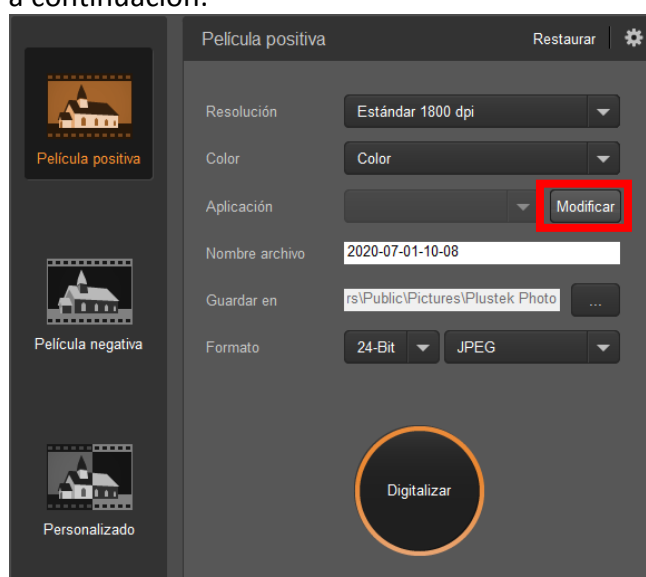 a continuación:
Película positiva Restaurar
Película positiva
Película negativa
Personalizado
Resolución Estándar 1800 dpi
Color Color
Aplicación Modificar
Nombre archivo 2020-07-01-10-08
Guardar en rs\Public\Pictures\Plustek Photo ...
Formato 24-Bit JPEG
Digitalizar